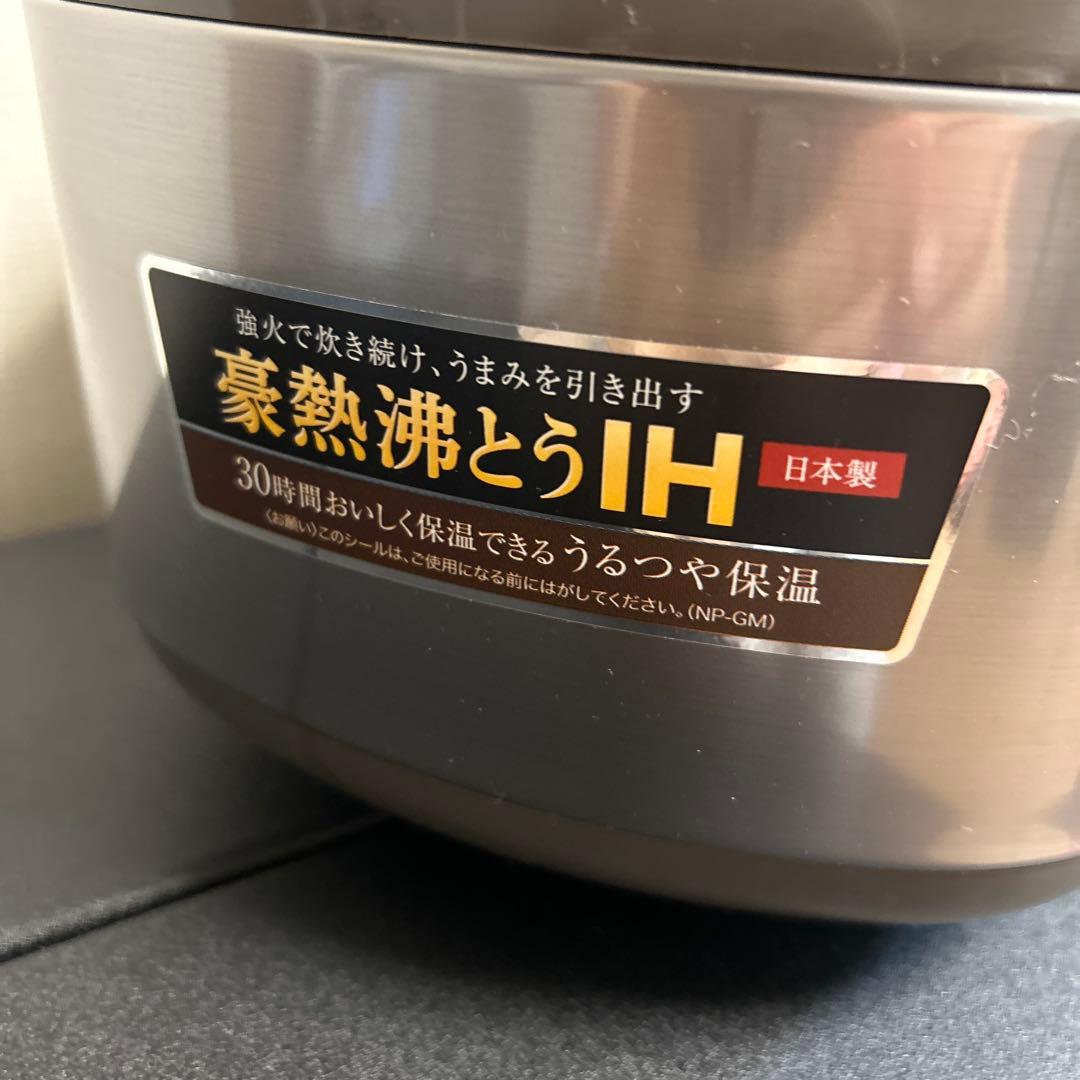 強火で炊き続け、うまみを引き出す
豪熱沸とうIH 日本製
30時間おいしく保温できるうるつや保温
〈お願い〉このシールは、ご使用になる前にはがしてください。(NP-GM)